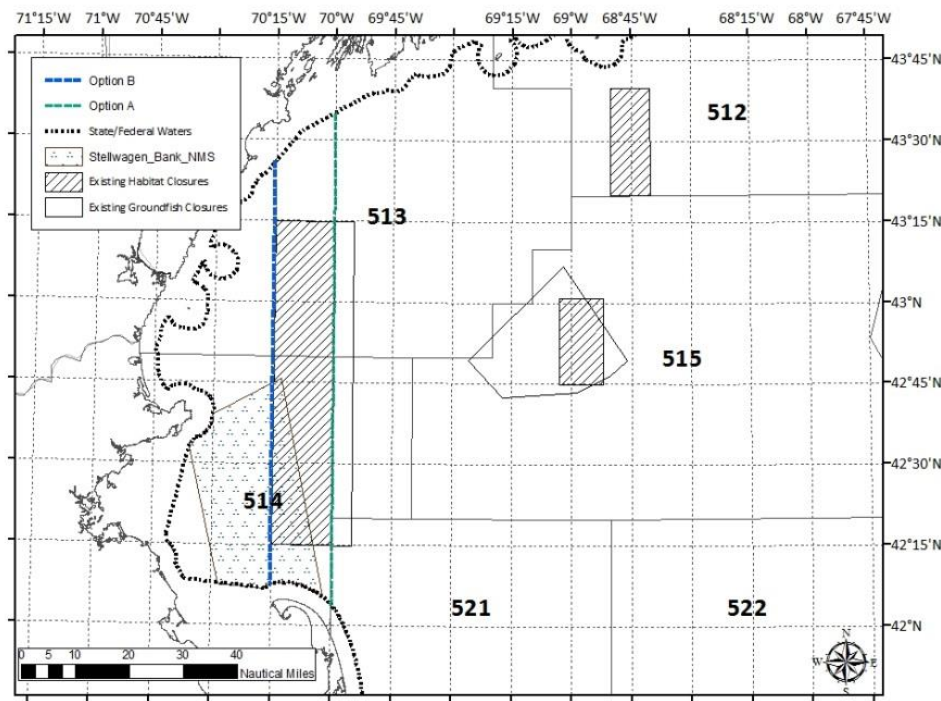 71°15'W 71°W 70°45'W 70°15'W 70°W 69°45'W 69°15'W 69°W 68°45'W 68°15'W 68°W 67°45'W
43°45'N
Option B
Option A
State/Federal Waters
Stellwagen_Bank_NMS
Existing Habitat Closures
Existing Groundfish Closures
512
43°30'N
513
43°15'N
43°N
515
42°45'N
42°30'N
514
42°15'N
521
522
42°N
0 5 10 20 30 40
Nautical Miles
N
W E
S